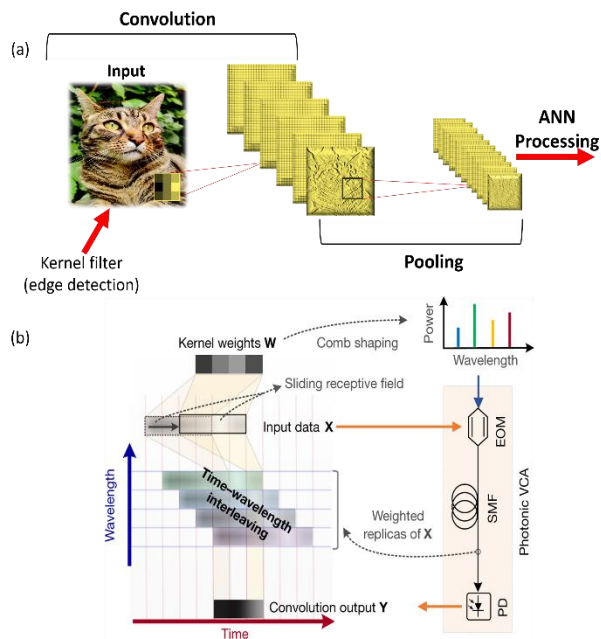 Convolution
(a)
Input
ANN
Processing
Kernel filter
(edge detection)
Pooling
(b)
Kernel weights W
Comb shaping
Power
Wavelength
Sliding receptive field
Input data X
EOM
Wavelength
Time–wavelength
interleaving
Weighted
replicas of X
SMF
Photonic VCA
Convolution output Y
PD
Time